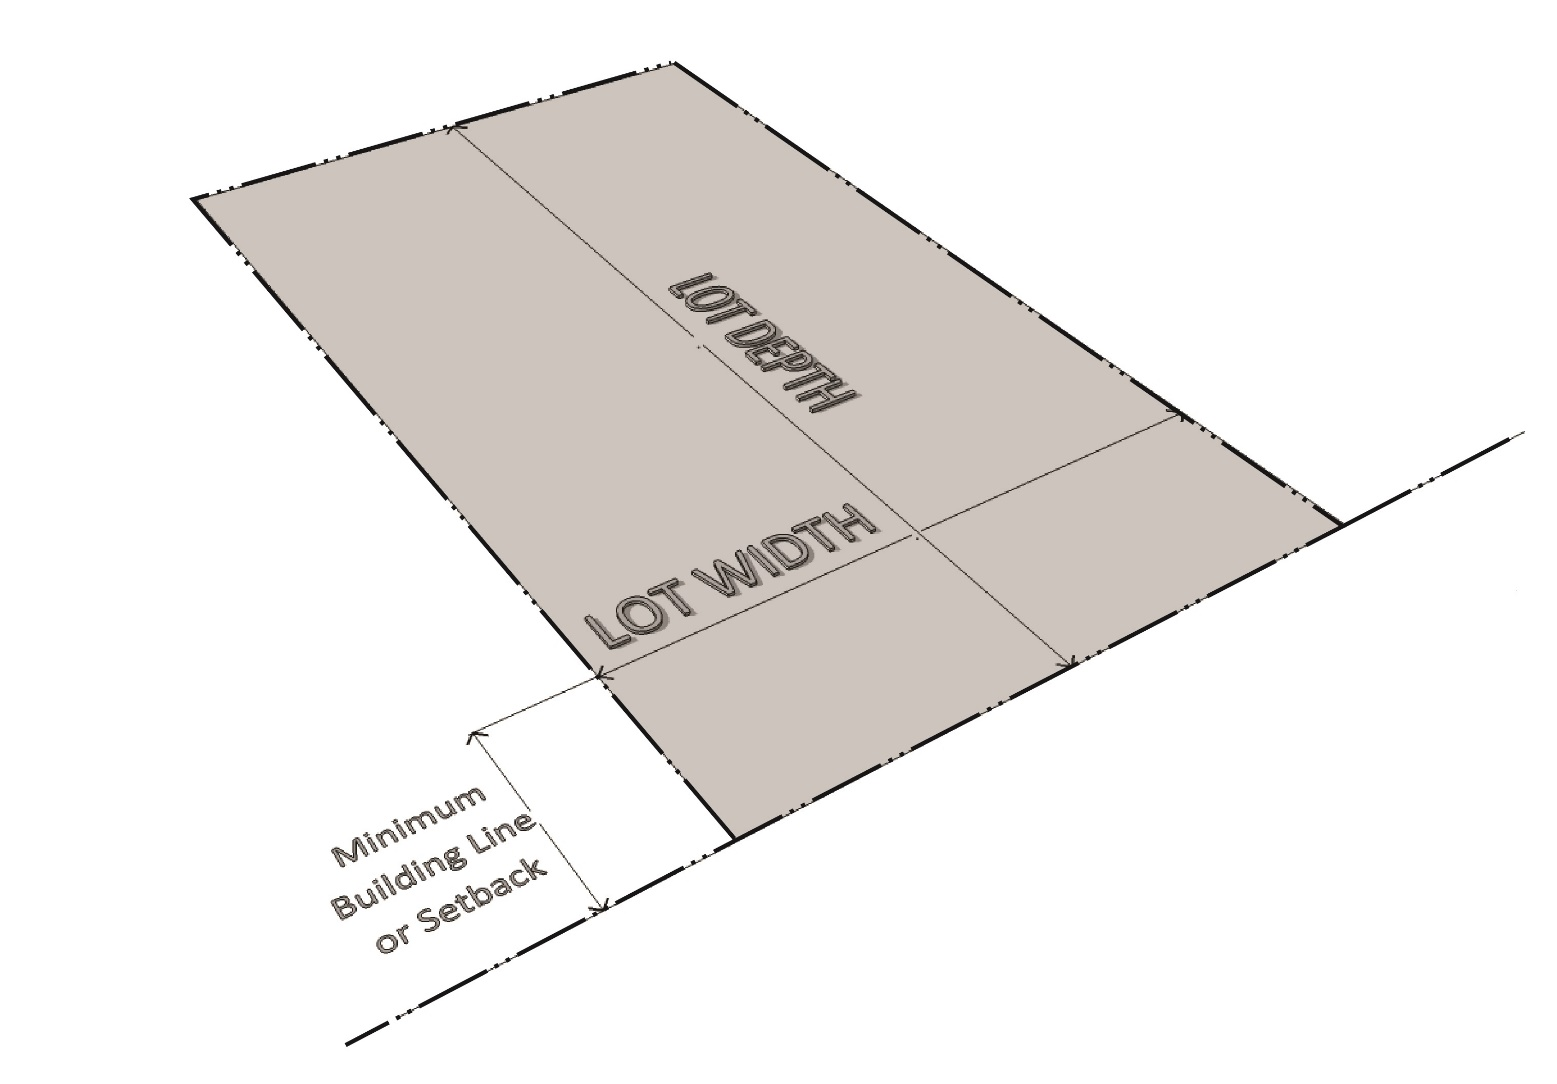 LOT DEPTH
LOT WIDTH
Minimum
Building Line
or Setback